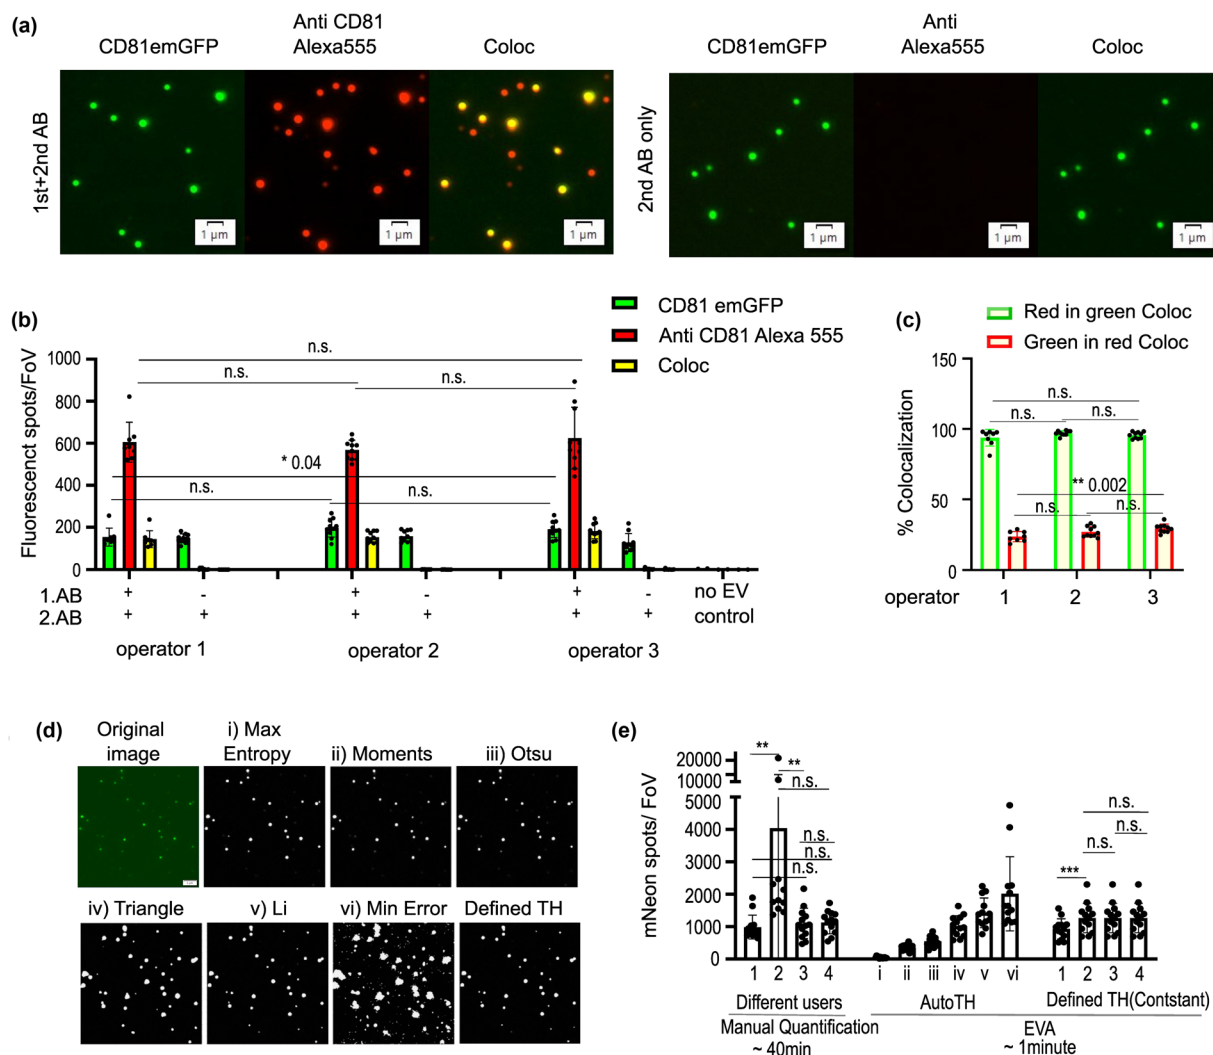 (a)
CD81emGFP
Anti CD81
Alexa555
Coloc
1st+2nd AB
1 µm
1 µm
1 µm
CD81emGFP
Anti
Alexa555
Coloc
2nd AB only
1 µm
1 µm
1 µm
(b)
CD81 emGFP
Anti CD81 Alexa 555
Coloc
Fluorescenct spots/FoV
1000
800
600
400
200
0
n.s.
n.s.
n.s.
* 0.04
n.s.
n.s.
1.AB
+
-
+
-
+
-
no EV
2.AB
+
+
+
+
+
+
control
operator 1
operator 2
operator 3
(c)
Red in green Coloc
Green in red Coloc
% Colocalization
150
100
50
0
n.s.
n.s.
n.s.
** 0.002
n.s.
n.s.
operator
1
2
3
(d)
Original
image
i) Max
Entropy
ii) Moments
iii) Otsu
iv) Triangle
v) Li
vi) Min Error
Defined TH
(e)
mNeon spots/ FoV
20000
10000
5000
4000
3000
2000
1000
0
**
**
n.s.
n.s.
n.s.
n.s.
***
n.s.
n.s.
n.s.
1
2
3
4
i
ii
iii
iv
v
vi
1
2
3
4
Different users
AutoTH
Defined TH(Contstant)
Manual Quantification
EVA
~ 40min
~ 1minute